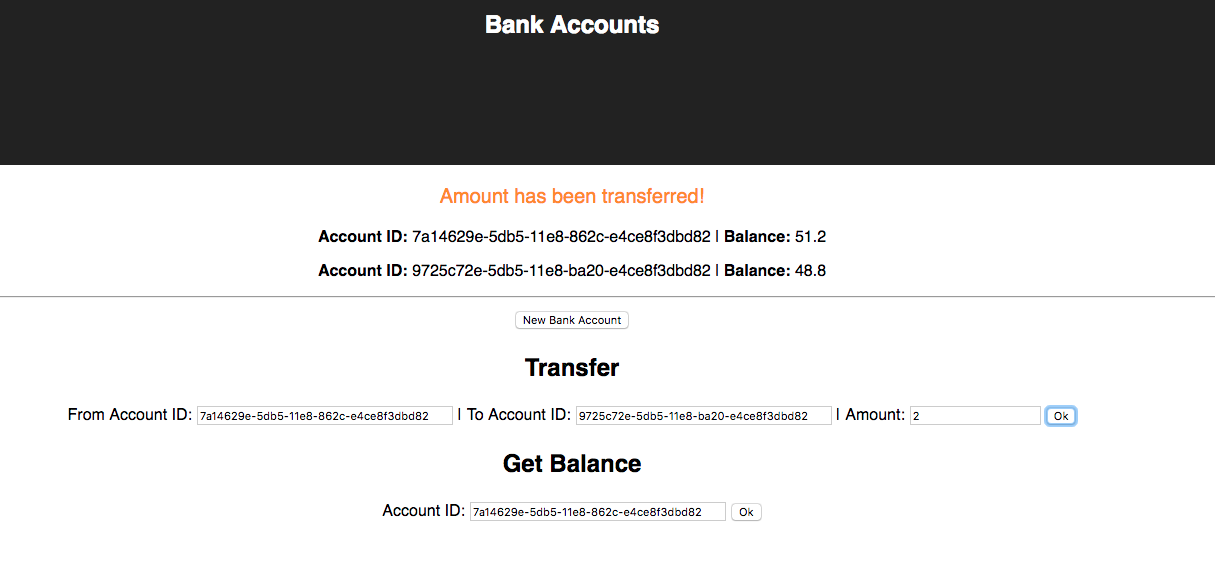 Bank Accounts
Amount has been transferred!
Account ID: 7a14629e-5db5-11e8-862c-e4ce8f3dbd82 | Balance: 51.2
Account ID: 9725c72e-5db5-11e8-ba20-e4ce8f3dbd82 | Balance: 48.8
New Bank Account
Transfer
From Account ID: 7a14629e-5db5-11e8-862c-e4ce8f3dbd82 | To Account ID: 9725c72e-5db5-11e8-ba20-e4ce8f3dbd82 | Amount: 2 Ok
Get Balance
Account ID: 7a14629e-5db5-11e8-862c-e4ce8f3dbd82 Ok